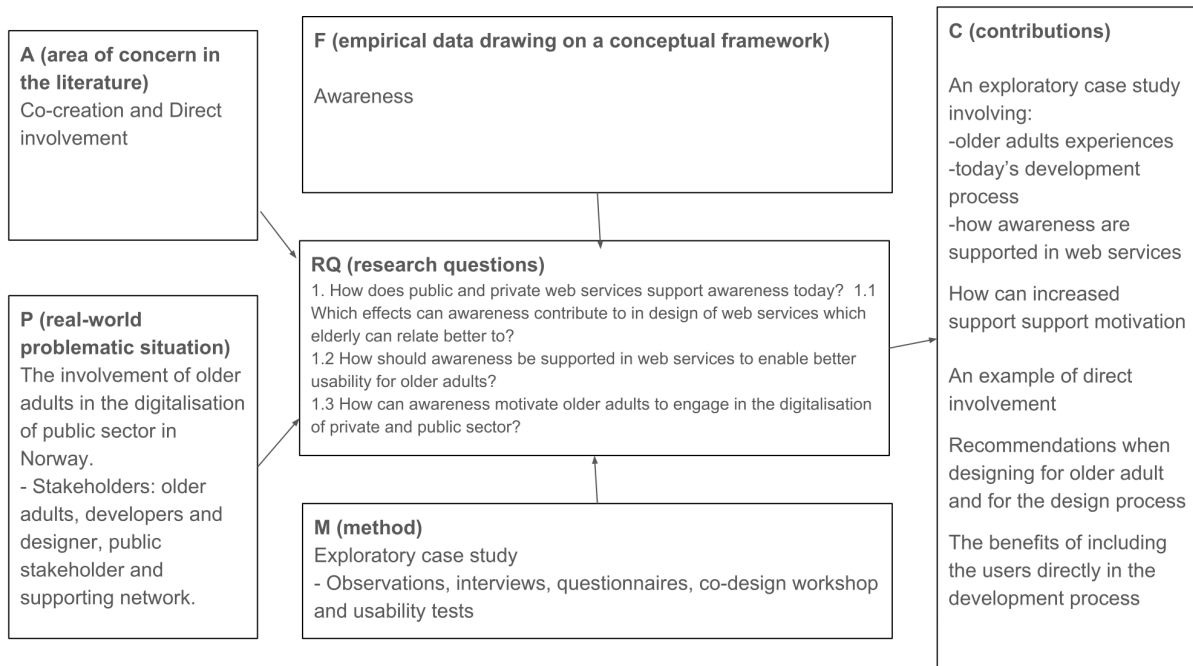 A (area of concern in
the literature)
Co-creation and Direct
involvement
P (real-world
problematic situation)
The involvement of older
adults in the digitalisation
of public sector in
Norway.
- Stakeholders: older
adults, developers and
designer, public
stakeholder and
supporting network.
F (empirical data drawing on a conceptual framework)
Awareness
RQ (research questions)
1. How does public and private web services support awareness today?  1.1
Which effects can awareness contribute to in design of web services which
elderly can relate better to?
1.2 How should awareness be supported in web services to enable better
usability for older adults?
1.3 How can awareness motivate older adults to engage in the digitalisation
of private and public sector?
M (method)
Exploratory case study
- Observations, interviews, questionnaires, co-design workshop
and usability tests
C (contributions)
An exploratory case study
involving:
-older adults experiences
-today’s development
process
-how awareness are
supported in web services
How can increased
support support motivation
An example of direct
involvement
Recommendations when
designing for older adult
and for the design process
The benefits of including
the users directly in the
development process